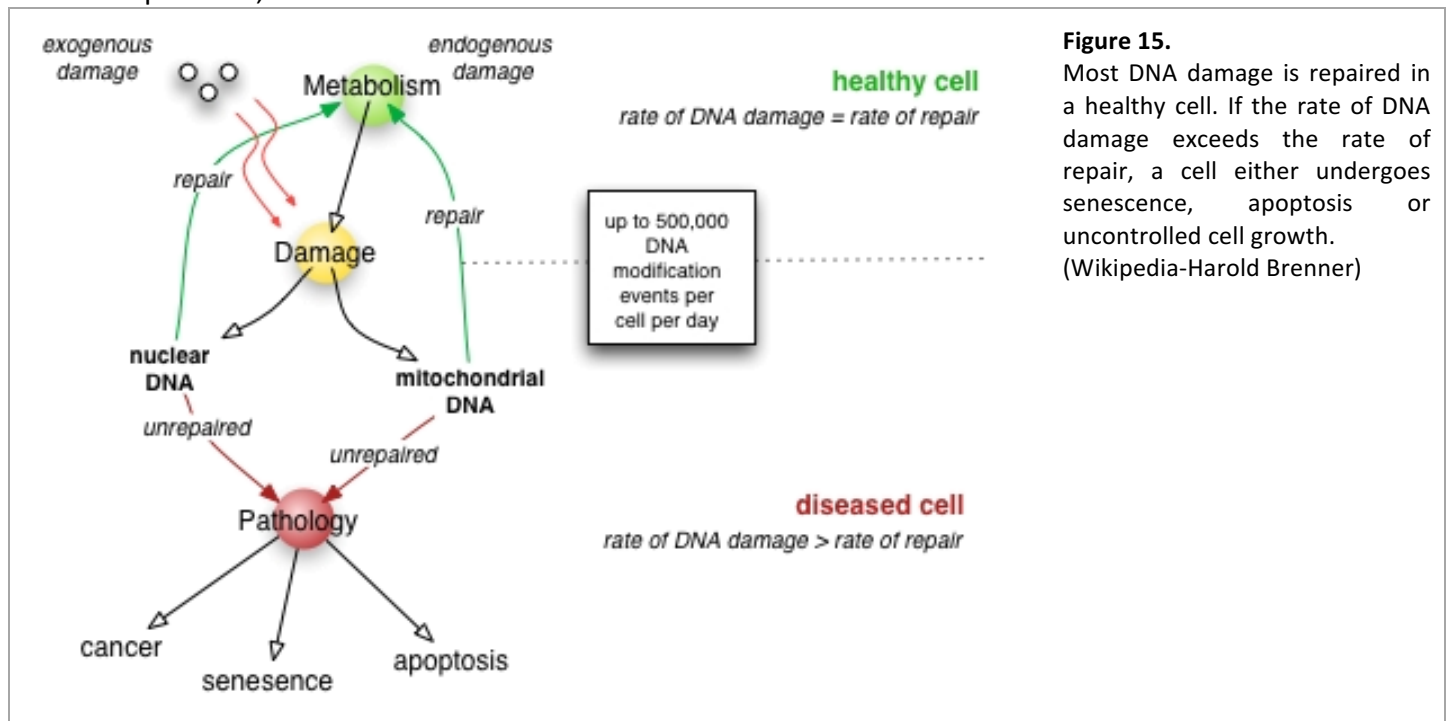 exogenous
damage
endogenous
damage
Metabolism
healthy cell
rate of DNA damage = rate of repair
repair
repair
Damage
up to 500,000
DNA
modification
events per
cell per day
nuclear
DNA
mitochondrial
DNA
unrepaired
unrepaired
Pathology
diseased cell
rate of DNA damage > rate of repair
cancer
senesence
apoptosis
Figure 15.
Most DNA damage is repaired in
a healthy cell. If the rate of DNA
damage exceeds the rate of
repair, a cell either undergoes
senescence, apoptosis or
uncontrolled cell growth.
(Wikipedia-Harold Brenner)